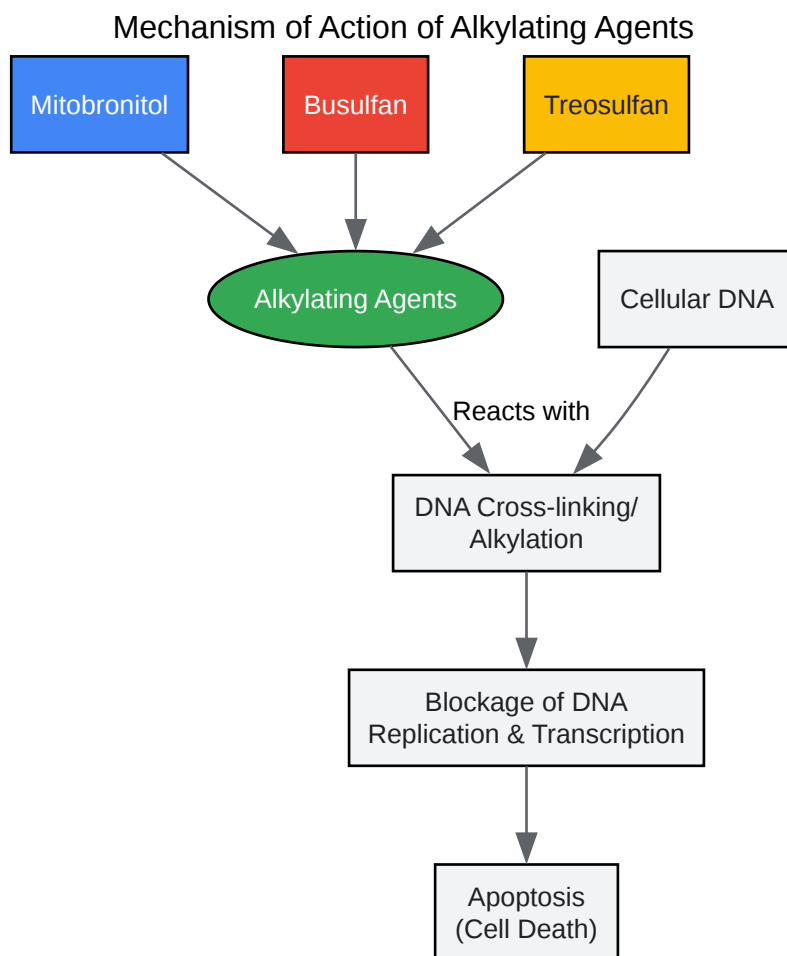 Mechanism of Action of Alkylating Agents
Mitobronitol
Busulfan
Treosulfan
Alkylating Agents
Cellular DNA
Reacts with
DNA Cross-linking/
Alkylation
Blockage of DNA
Replication & Transcription
Apoptosis
(Cell Death)